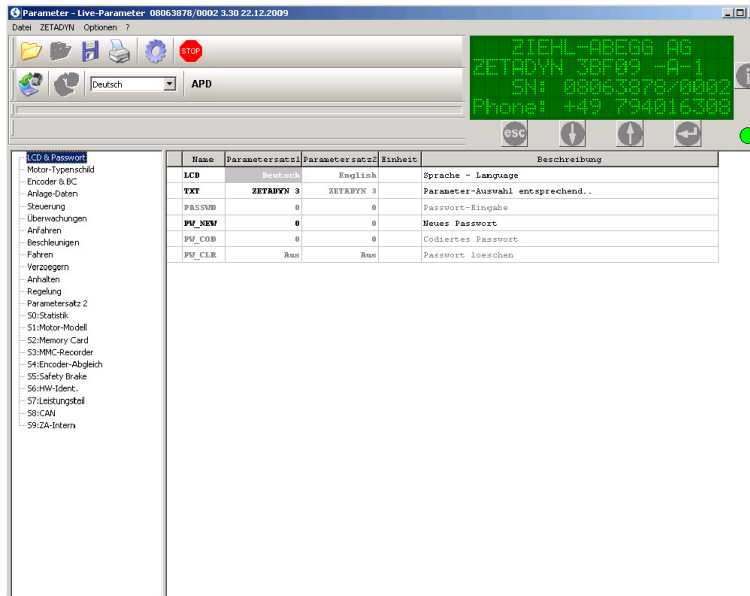 Parameter - Live-Parameter 08063878/0002 3.30 22.12.2009
Datei ZETADYN Optionen ?
STOP
Deutsch
APD
ZIEHL-ABEGG AG
ZETADYN 3BF09 -A-1
SN: 08063878/0002
Phone: +49 794016308
esc
LCD & Passwort
Motor-Typenschild
Encoder & BC
Anlage-Daten
Steuerung
Überwachungen
Anfahren
Beschleunigen
Fahren
Verzoegern
Anhalten
Regelung
Parametersatz 2
S0:Statistik
S1:Motor-Modell
S2:Memory Card
S3:MMC-Recorder
S4:Encoder-Abgleich
S5:Safety Brake
S6:HW-Ident.
S7:Leistungsteil
S8:CAN
S9:ZA-Intern
Name Parametersatz1 Parametersatz2 Einheit Beschreibung
LCD Deutsch English Sprache - Language
TXT ZETADYN 3 ZETADYN 3 Parameter-Auswahl entsprechend..
PASSWD 0 0 Passwort-Eingabe
PW_NEW 0 0 Neues Passwort
PW_COD 0 0 Codiertes Passwort
PW_CLR Aus Aus Passwort loeschen